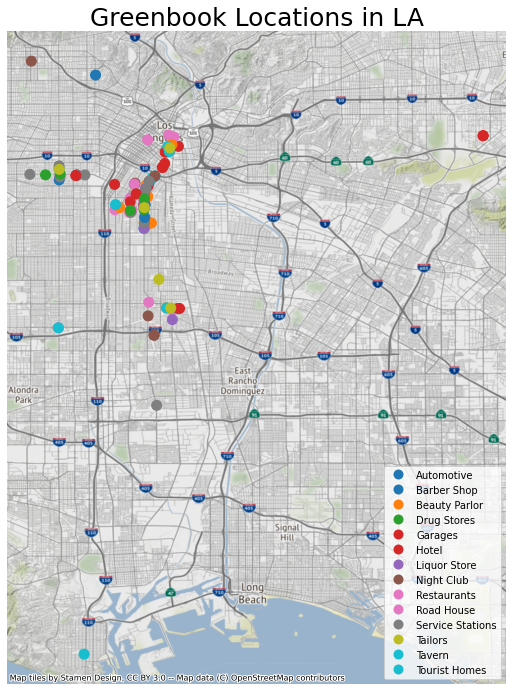 Greenbook Locations in LA
Los
Angeles
East
Rancho
Dominguez
Alondra
Park
Signal
Hill
Long
Beach
Automotive
Barber Shop
Beauty Parlor
Drug Stores
Garages
Hotel
Liquor Store
Night Club
Restaurants
Road House
Service Stations
Tailors
Tavern
Tourist Homes
Map tiles by Stamen Design, CC BY 3.0 -- Map data (C) OpenStreetMap contributors